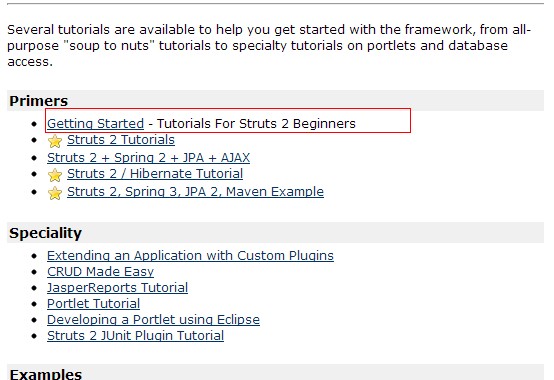 Several tutorials are available to help you get started with the framework, from all-
purpose "soup to nuts" tutorials to specialty tutorials on portlets and database
access.
Primers
Getting Started - Tutorials For Struts 2 Beginners
Struts 2 Tutorials
Struts 2 + Spring 2 + JPA + AJAX
Struts 2 / Hibernate Tutorial
Struts 2, Spring 3, JPA 2, Maven Example
Speciality
Extending an Application with Custom Plugins
CRUD Made Easy
JasperReports Tutorial
Portlet Tutorial
Developing a Portlet using Eclipse
Struts 2 JUnit Plugin Tutorial
Examples